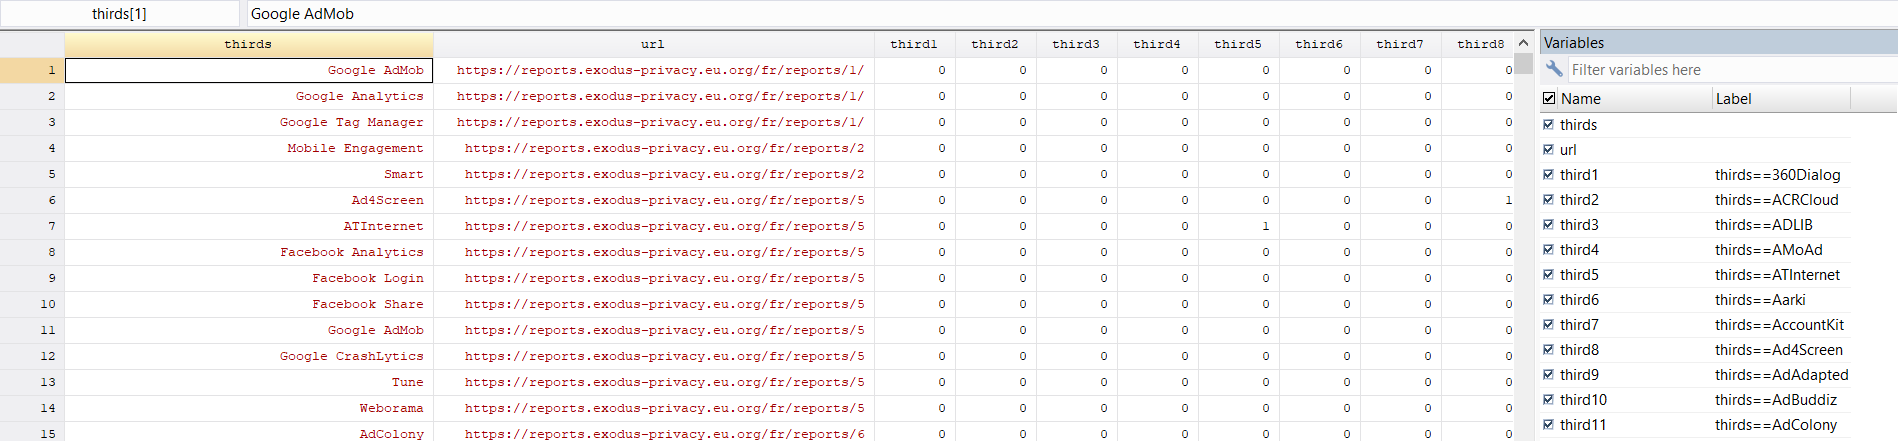 thirds[1] Google AdMob
thirds url third1 third2 third3 third4 third5 third6 third7 third8 Variables
1 Google AdMob https://reports.exodus-privacy.eu.org/fr/reports/1/ 0 0 0 0 0 0 0 0 Filter variables here
2 Google Analytics https://reports.exodus-privacy.eu.org/fr/reports/1/ 0 0 0 0 0 0 0 0 Name Label
3 Google Tag Manager https://reports.exodus-privacy.eu.org/fr/reports/1/ 0 0 0 0 0 0 0 0 thirds
4 Mobile Engagement https://reports.exodus-privacy.eu.org/fr/reports/2 0 0 0 0 0 0 0 0 url
5 Smart https://reports.exodus-privacy.eu.org/fr/reports/2 0 0 0 0 0 0 0 0 third1 thirds==360Dialog
6 Ad4Screen https://reports.exodus-privacy.eu.org/fr/reports/5 0 0 0 0 0 0 0 1 third2 thirds==ACRCloud
7 ATInternet https://reports.exodus-privacy.eu.org/fr/reports/5 0 0 0 0 1 0 0 0 third3 thirds==ADLIB
8 Facebook Analytics https://reports.exodus-privacy.eu.org/fr/reports/5 0 0 0 0 0 0 0 0 third4 thirds==AMoAd
9 Facebook Login https://reports.exodus-privacy.eu.org/fr/reports/5 0 0 0 0 0 0 0 0 third5 thirds==ATInternet
10 Facebook Share https://reports.exodus-privacy.eu.org/fr/reports/5 0 0 0 0 0 0 0 0 third6 thirds==Aarki
11 Google AdMob https://reports.exodus-privacy.eu.org/fr/reports/5 0 0 0 0 0 0 0 0 third7 thirds==AccountKit
12 Google CrashLytics https://reports.exodus-privacy.eu.org/fr/reports/5 0 0 0 0 0 0 0 0 third8 thirds==Ad4Screen
13 Tune https://reports.exodus-privacy.eu.org/fr/reports/5 0 0 0 0 0 0 0 0 third9 thirds==AdAdapted
14 Weborama https://reports.exodus-privacy.eu.org/fr/reports/5 0 0 0 0 0 0 0 0 third10 thirds==AdBuddiz
15 AdColony https://reports.exodus-privacy.eu.org/fr/reports/6 0 0 0 0 0 0 0 0 third11 thirds==AdColony